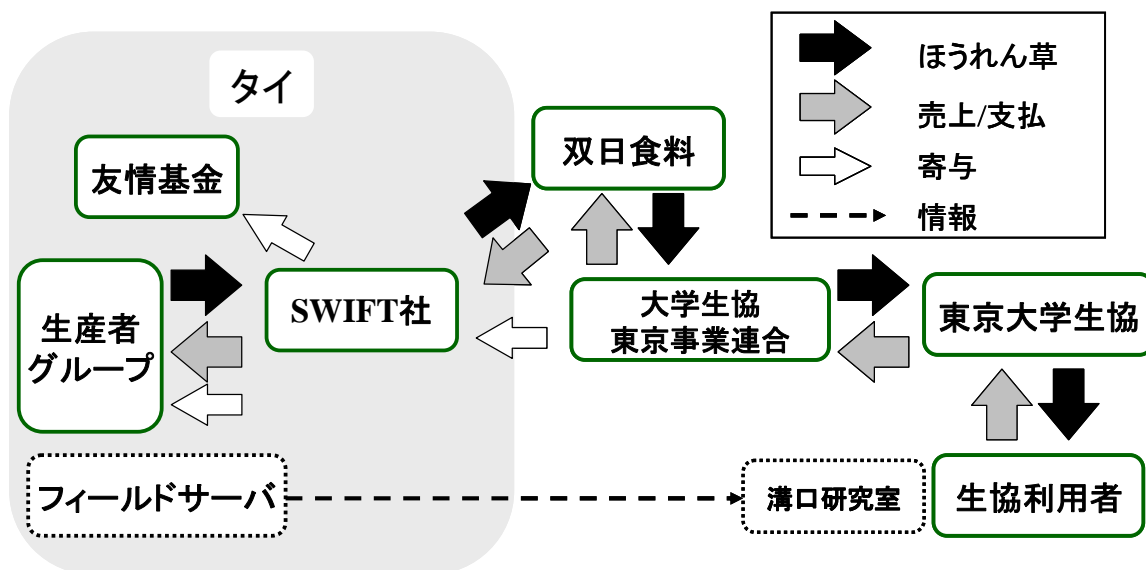 タイ
ほうれん草
売上/支払
寄与
情報
双日食料
友情基金
生産者
グループ
SWIFT社
大学生協
東京事業連合
東京大学生協
フィールドサーバ
溝口研究室
生協利用者